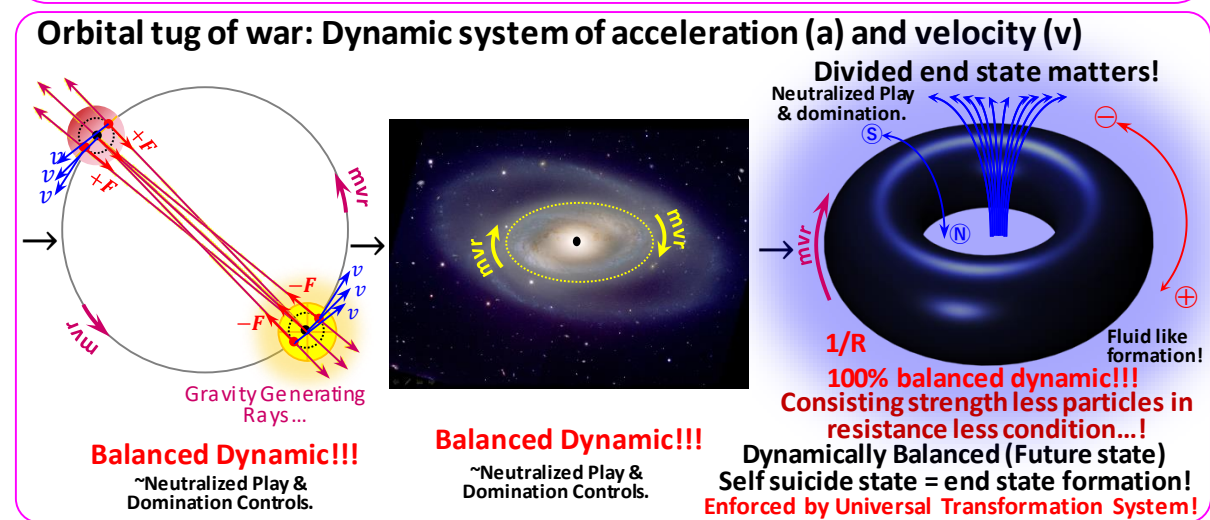 Orbital tug of war: Dynamic system of acceleration (a) and velocity (v)
+F
+F
v
v
v
mvr
mvr
-F
-F
v
v
v
Gravity Generating
Rays...
Balanced Dynamic!!!
~Neutralized Play &
Domination Controls.
mvr
mvr
Balanced Dynamic!!!
~Neutralized Play &
Domination Controls.
Divided end state matters!
Neutralized Play
& domination.
S
N
−
+
mvr
Fluid like
formation!
1/R
100% balanced dynamic!!!
Consisting strength less particles in
resistance less condition...!
Dynamically Balanced (Future state)
Self suicide state = end state formation!
Enforced by Universal Transformation System!